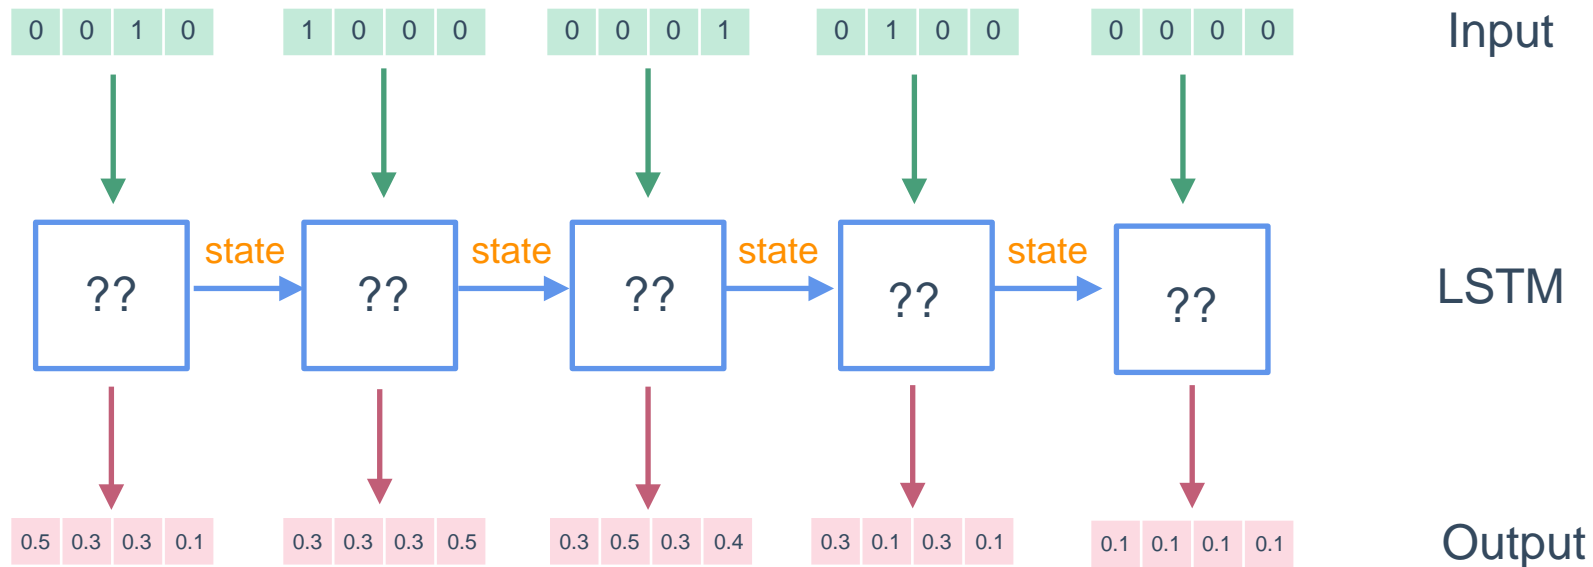 0 0 1 0 1 0 0 0 0 0 0 1 0 1 0 0 0 0 0 0 Input
state state state state
?? ?? ?? ?? ?? LSTM
0.5 0.3 0.3 0.1 0.3 0.3 0.3 0.5 0.3 0.5 0.3 0.4 0.3 0.1 0.3 0.1 0.1 0.1 0.1 0.1 Output